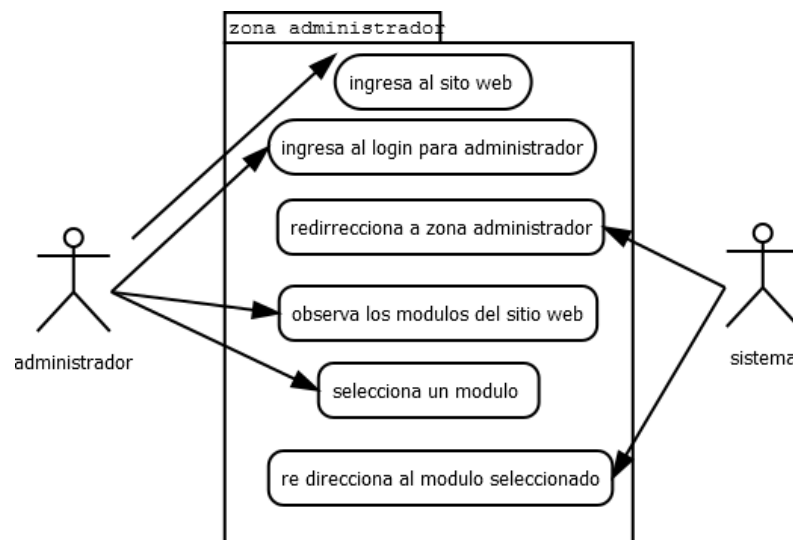 zona administrador
ingresa al sito web
ingresa al login para administrador
redirrecciona a zona administrador
observa los modulos del sitio web
administrador
sistema
selecciona un modulo
re direcciona al modulo seleccionado